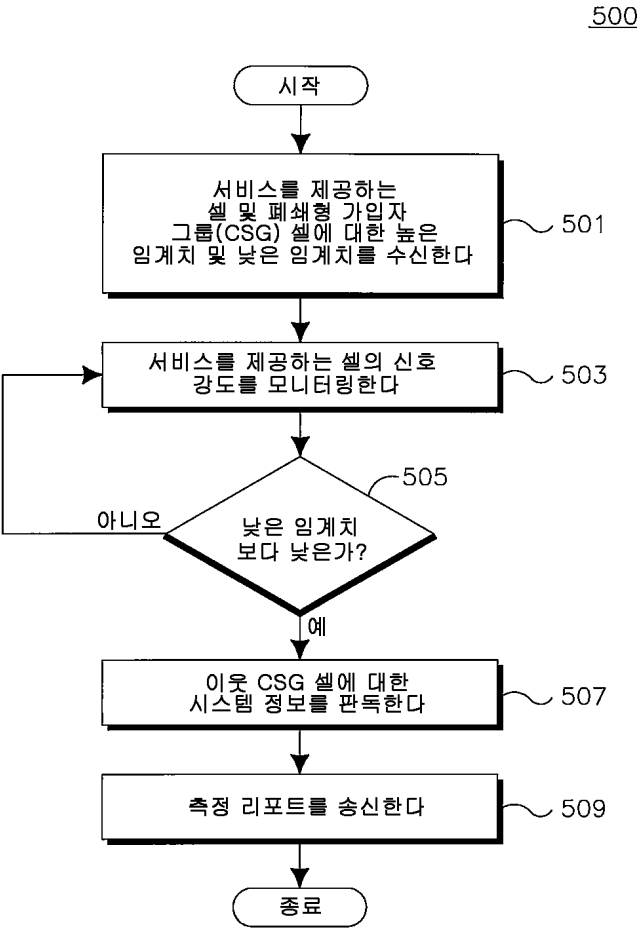 500
시작
서비스를 제공하는
셀 및 폐쇄형 가입자
그룹(CSG) 셀에 대한 높은
임계치 및 낮은 임계치를 수신한다
501
서비스를 제공하는 셀의 신호
강도를 모니터링한다
503
505
아니오
낮은 임계치
보다 낮은가?
예
이웃 CSG 셀에 대한
시스템 정보를 판독한다
507
측정 리포트를 송신한다
509
종료